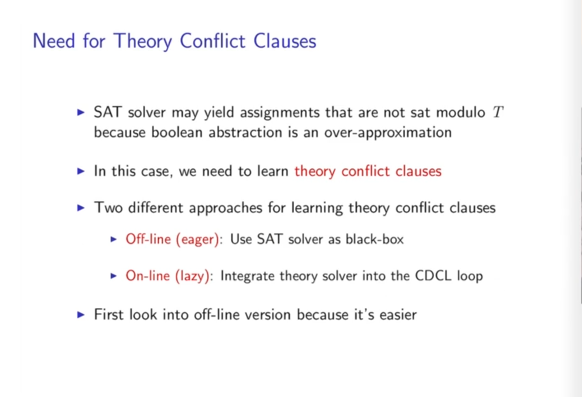 Need for Theory Conflict Clauses
► SAT solver may yield assignments that are not sat modulo T
because boolean abstraction is an over-approximation
► In this case, we need to learn theory conflict clauses
► Two different approaches for learning theory conflict clauses
► Off-line (eager): Use SAT solver as black-box
► On-line (lazy): Integrate theory solver into the CDCL loop
► First look into off-line version because it's easier